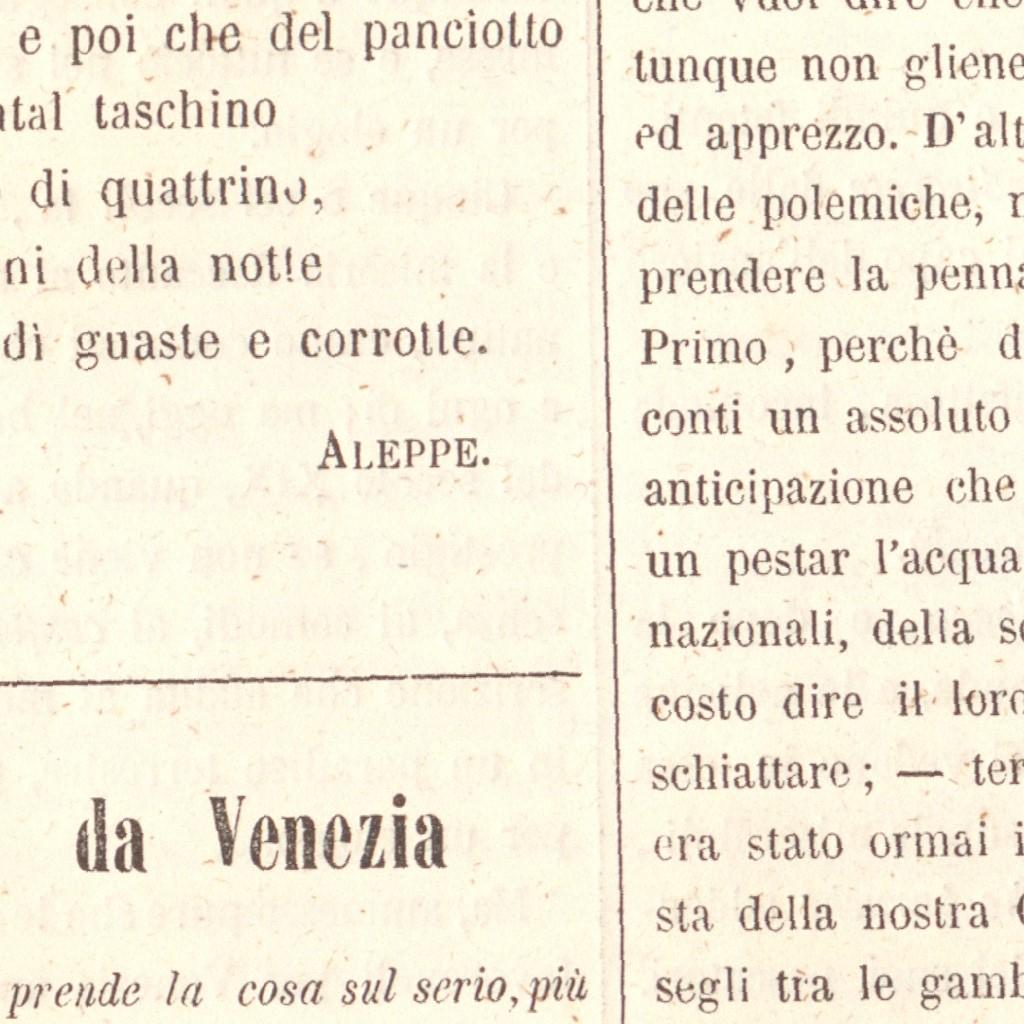 e poi che del panciotto
taschino
di quattrino,
della notte
dì guaste e corrotte.
ALEPPE.
da Venezia
prende la cosa sul serio, più
tunque non gliene
ed apprezzo. D'alt
delle polemiche,
prendere la penna
Primo, perchè d
conti un assoluto
anticipazione che
un pestar l'acqua
nazionali, della
costo dire il loro
schiattare; — ter
era stato ormai i
sta della nostra
segli tra le gamb